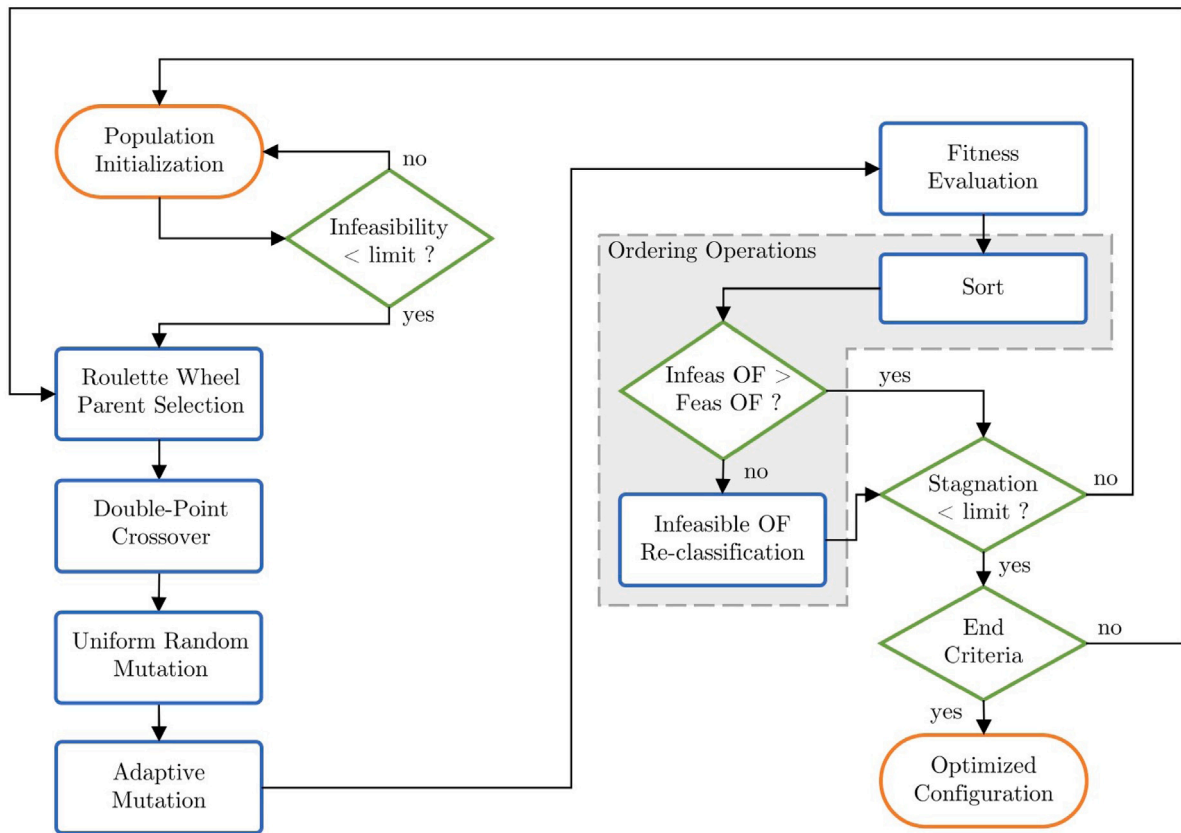 Population
Initialization
no
Infeasibility
< limit ?
yes
Roulette Wheel
Parent Selection
Double-Point
Crossover
Uniform Random
Mutation
Adaptive
Mutation
Fitness
Evaluation
Ordering Operations
Sort
Infeas OF >
Feas OF ?
yes
no
Infeasible OF
Re-classification
Stagnation
< limit ?
no
yes
End
Criteria
no
yes
Optimized
Configuration